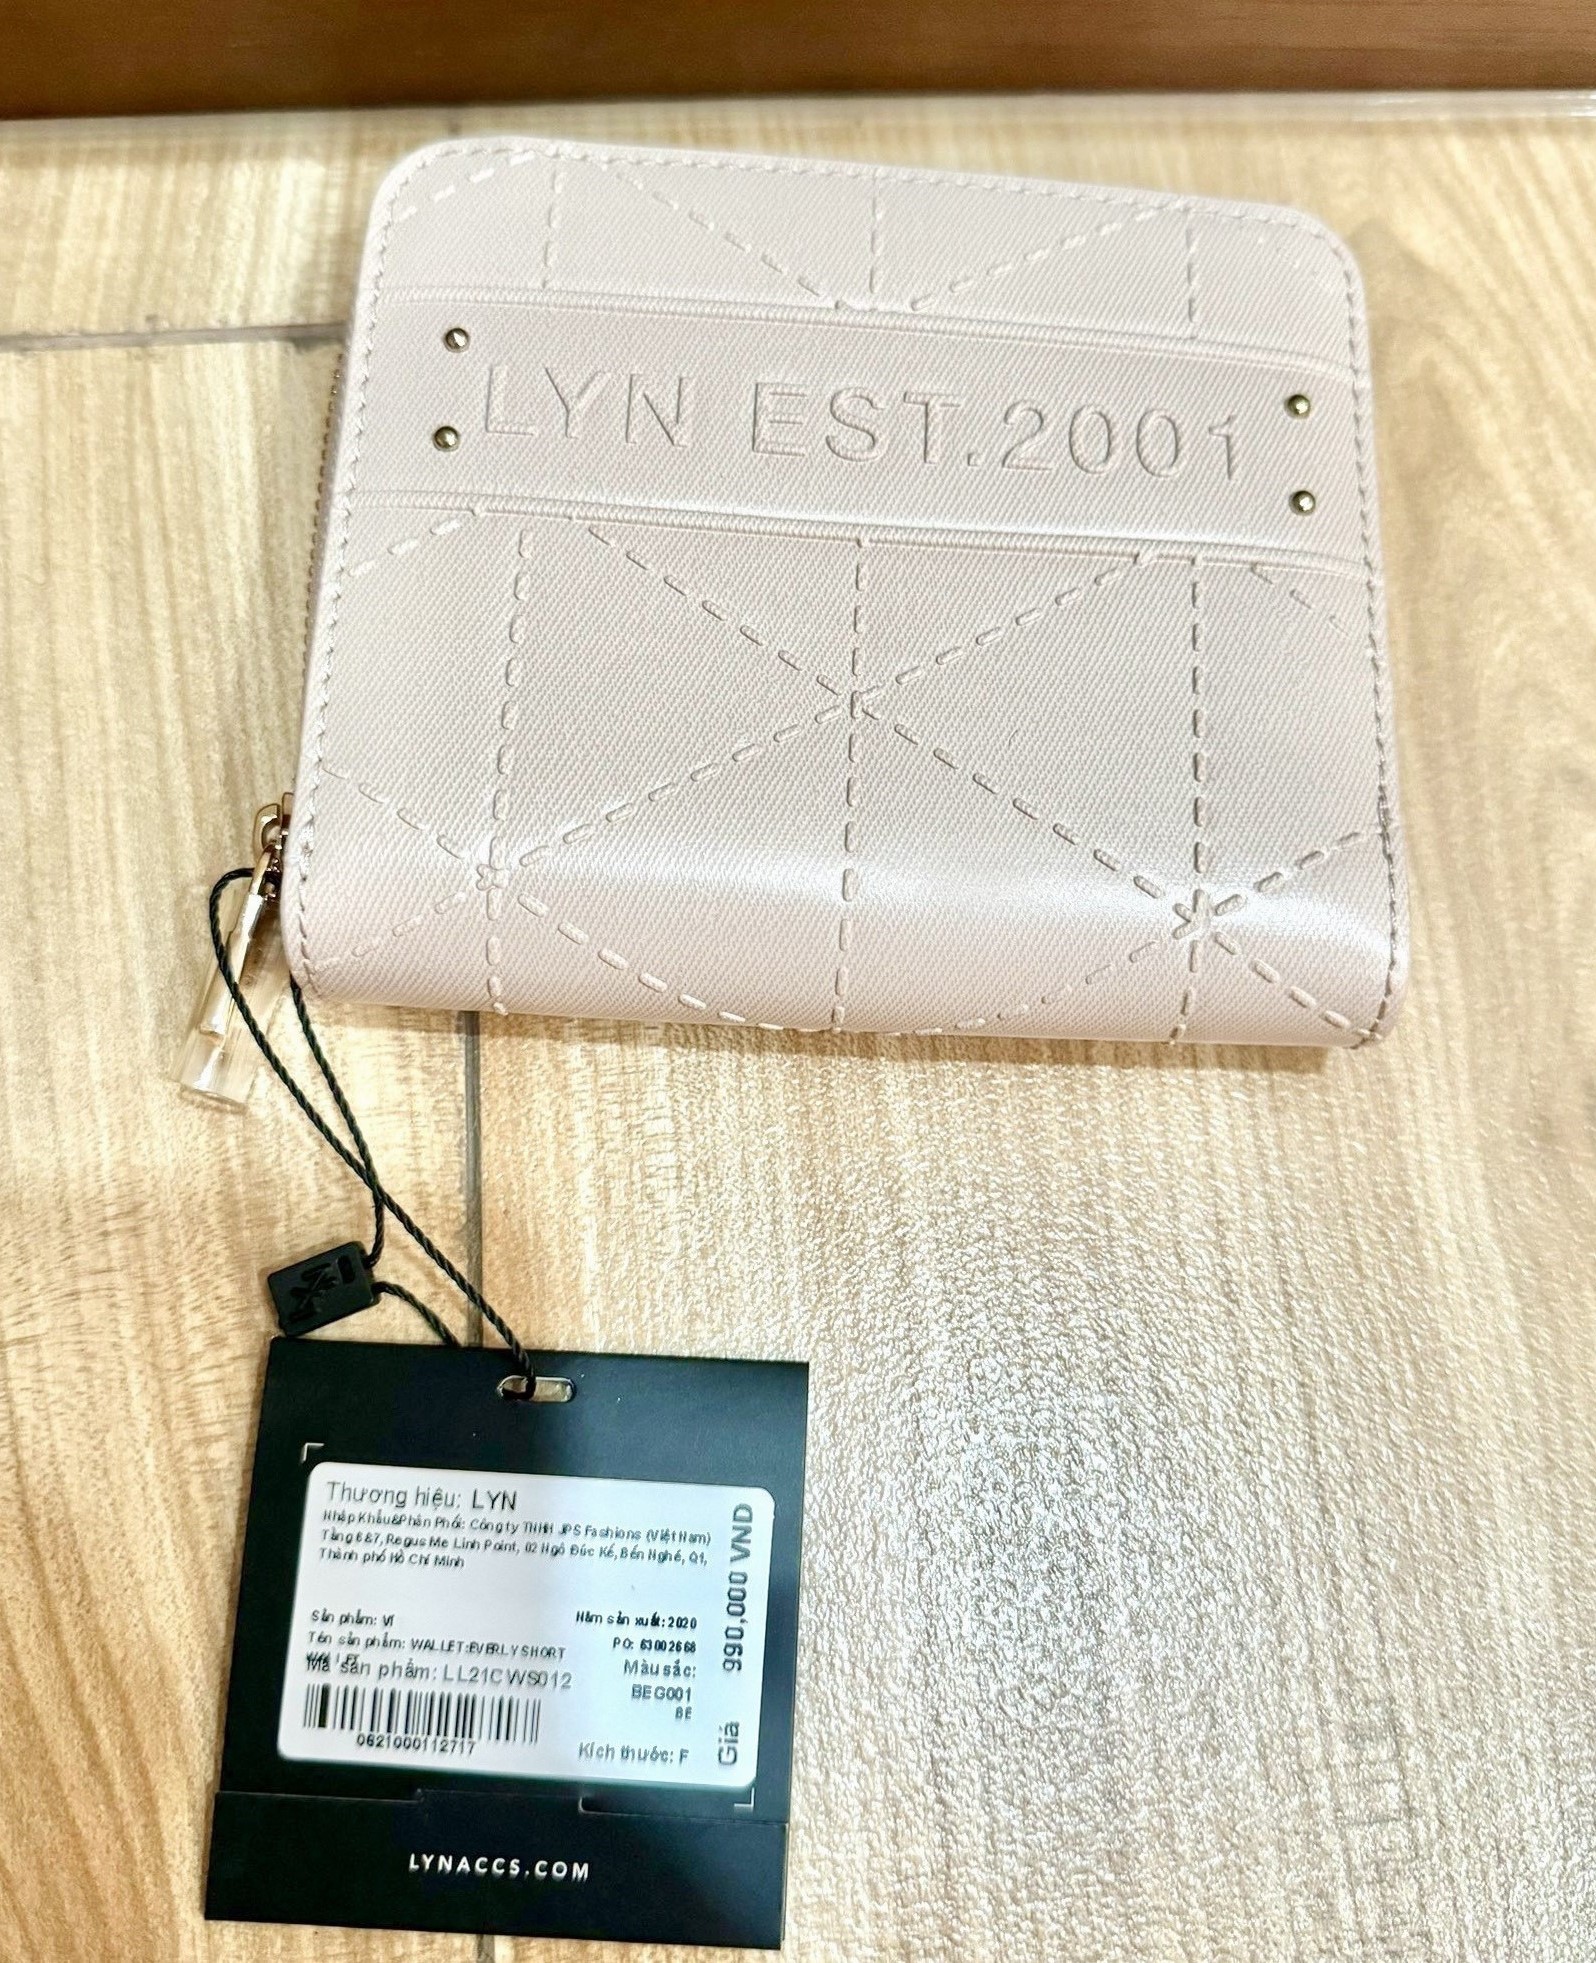 LYN EST.2001
Thương hiệu: LYN
Nhập Khẩu&Phân Phối: Công ty TNHH JPS Fashions (Việt Nam)
Tầng 6&7, Regus Me Linh Point, 02 Ngô Đức Kế, Bến Nghé, Q1,
Thành phố Hồ Chí Minh
Sản phẩm: Ví
Năm sản xuất: 2020
Tên sản phẩm: WALLET:EVERLY SHORT
WALLET
PO: 63002668
Mã sản phẩm: LL21CWS012
Màu sắc:
BEG001
BE
0621000112717
Kích thước: F
Giá 990,000 VND
LYNACCS.COM